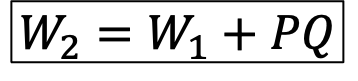 W₂ = W₁ + PQ